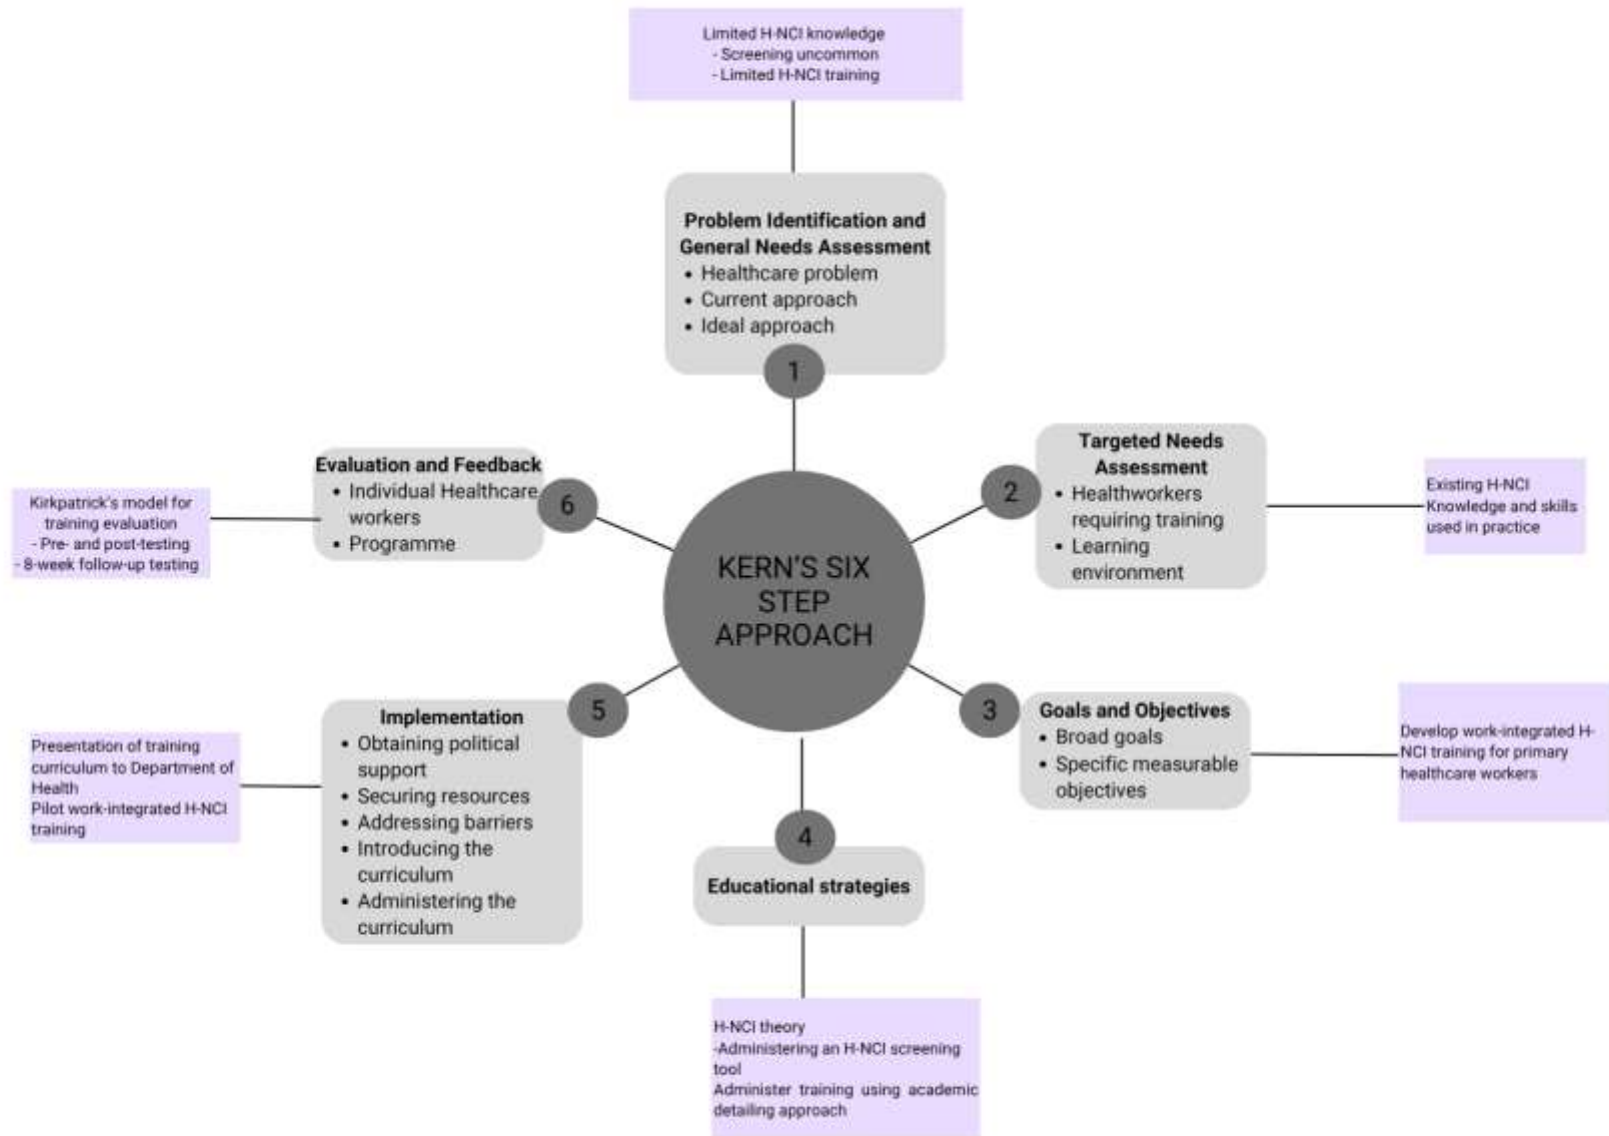 Limited H-NCI knowledge
- Screening uncommon
- Limited H-NCI training
Problem Identification and
General Needs Assessment
• Healthcare problem
• Current approach
• Ideal approach
1
KERN'S SIX
STEP
APPROACH
2
Targeted Needs
Assessment
• Healthworkers
requiring training
• Learning
environment
Existing H-NCI
Knowledge and skills
used in practice
3
Goals and Objectives
• Broad goals
• Specific measurable
objectives
Develop work-integrated H-
NCI training for primary
healthcare workers
4
Educational strategies
H-NCI theory
-Administering an H-NCI screening
tool
Administer training using academic
detailing approach
5
Implementation
• Obtaining political
support
• Securing resources
• Addressing barriers
• Introducing the
curriculum
• Administering the
curriculum
Presentation of training
curriculum to Department of
Health
Pilot work-integrated H-NCI
training
6
Evaluation and Feedback
• Individual Healthcare
workers
• Programme
Kirkpatrick's model for
training evaluation
- Pre- and post-testing
- 8-week follow-up testing